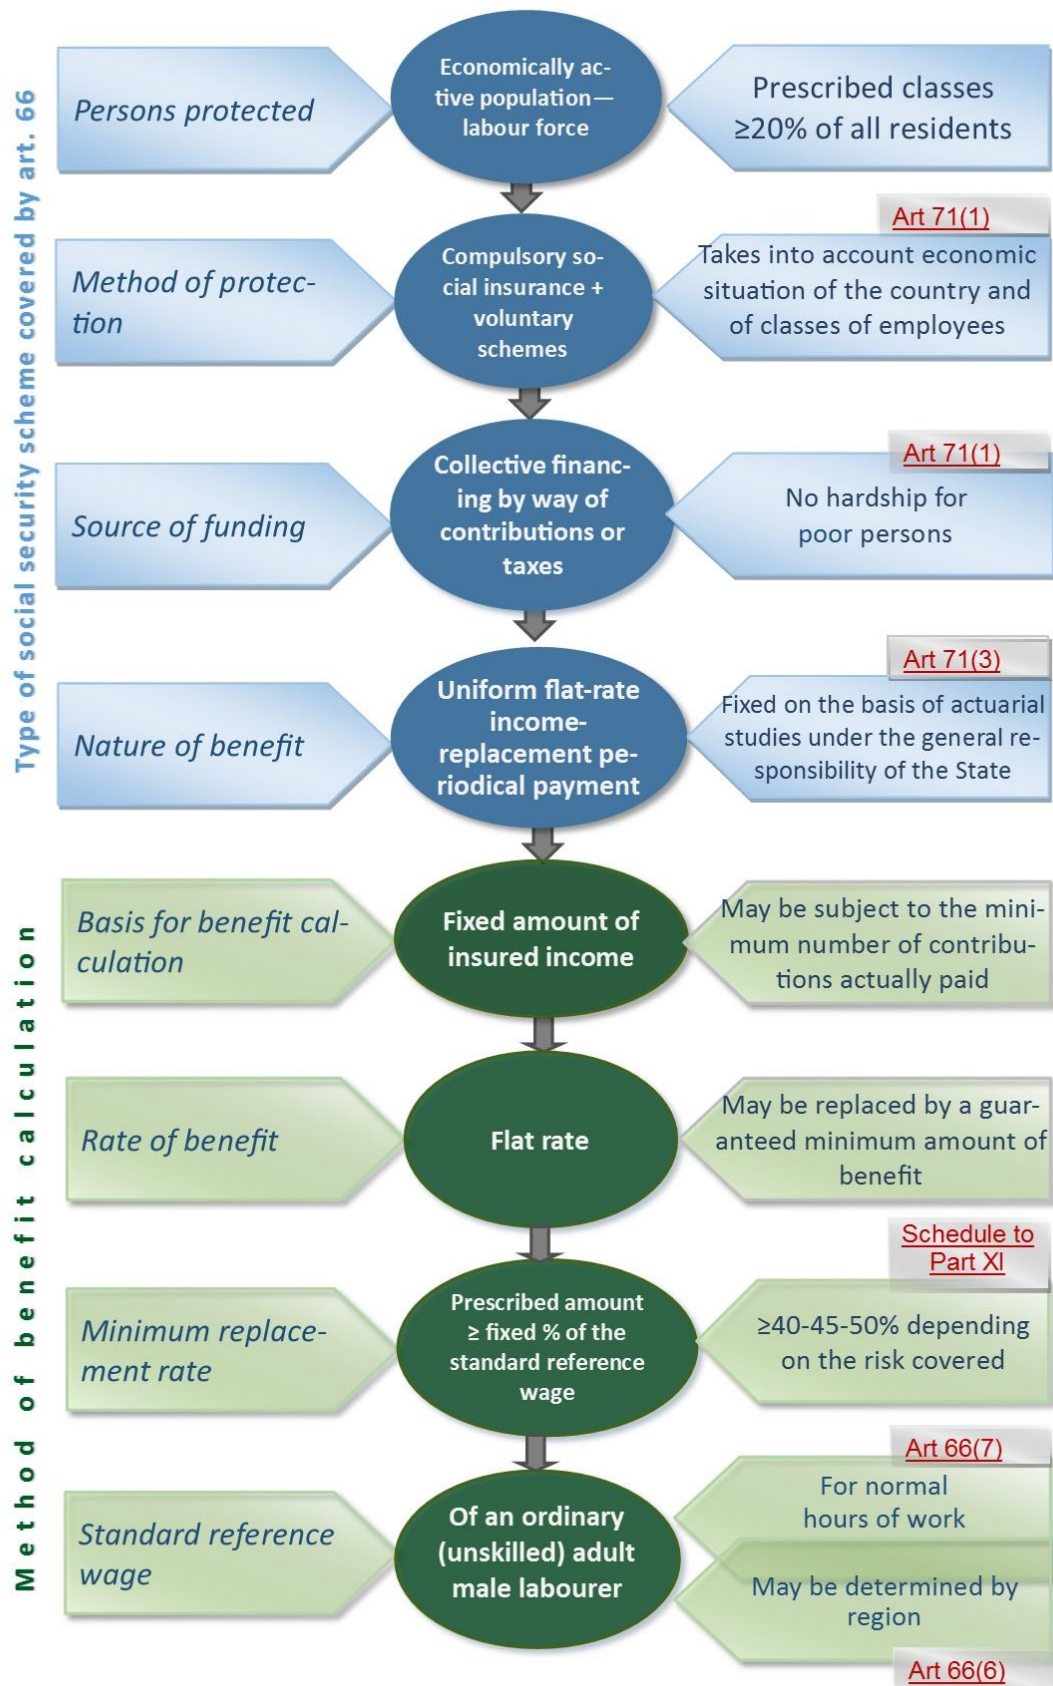 Type of social security scheme covered by art. 66
Persons protected
Economically ac-
tive population—
labour force
Prescribed classes
≥20% of all residents
Method of protec-
tion
Compulsory so-
cial insurance +
voluntary
schemes
Art 71(1)
Takes into account economic
situation of the country and
of classes of employees
Source of funding
Collective financ-
ing by way of
contributions or
taxes
Art 71(1)
No hardship for
poor persons
Nature of benefit
Uniform flat-rate
income-
replacement pe-
riodical payment
Art 71(3)
Fixed on the basis of actuarial
studies under the general re-
sponsibility of the State
Method of benefit calculation
Basis for benefit cal-
culation
Fixed amount of
insured income
May be subject to the mini-
mum number of contribu-
tions actually paid
Rate of benefit
Flat rate
May be replaced by a guar-
anteed minimum amount of
benefit
Minimum replace-
ment rate
Prescribed amount
≥ fixed % of the
standard reference
wage
Schedule to
Part XI
≥40-45-50% depending
on the risk covered
Standard reference
wage
Of an ordinary
(unskilled) adult
male labourer
Art 66(7)
For normal
hours of work
May be determined by
region
Art 66(6)